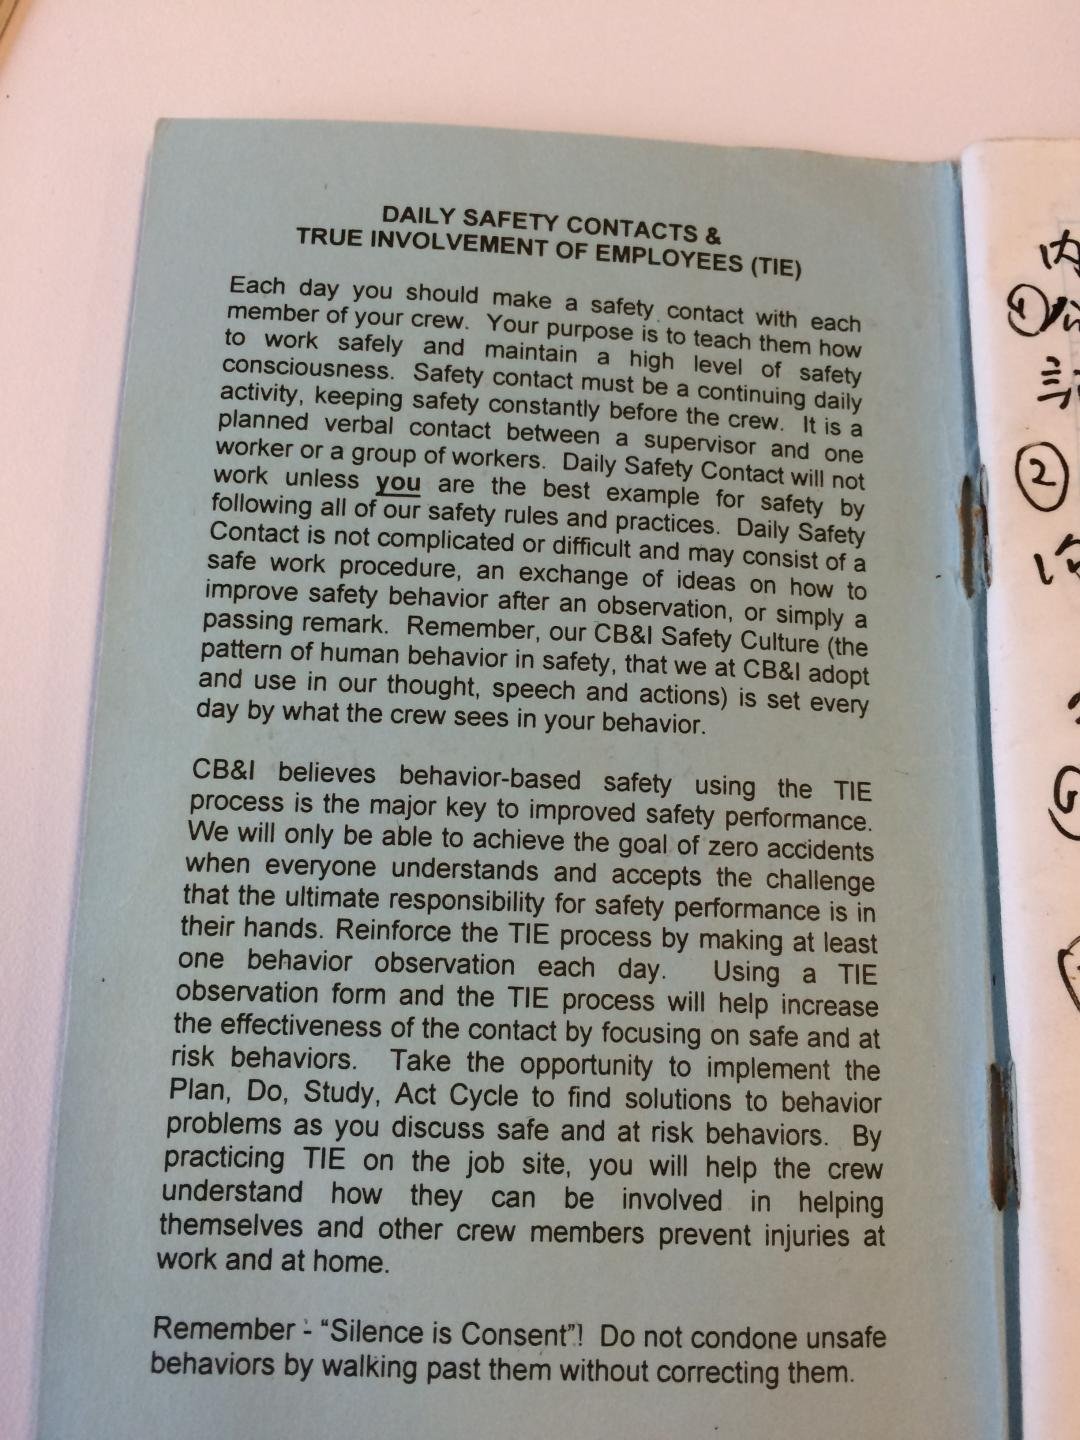 DAILY SAFETY CONTACTS &
TRUE INVOLVEMENT OF EMPLOYEES (TIE)
Each day you should make a safety contact with each
member of your crew. Your purpose is to teach them how
to work safely and maintain a high level of safety
consciousness. Safety contact must be a continuing daily
activity, keeping safety constantly before the crew. It is a
planned verbal contact between a supervisor and one
worker or a group of workers. Daily Safety Contact will not
work unless you are the best example for safety by
following all of our safety rules and practices. Daily Safety
Contact is not complicated or difficult and may consist of a
safe work procedure, an exchange of ideas on how to
improve safety behavior after an observation, or simply a
passing remark. Remember, our CB&I Safety Culture (the
pattern of human behavior in safety, that we at CB&I adopt
and use in our thought, speech and actions) is set every
day by what the crew sees in your behavior.
CB&I believes behavior-based safety using the TIE
process is the major key to improved safety performance.
We will only be able to achieve the goal of zero accidents
when everyone understands and accepts the challenge
that the ultimate responsibility for safety performance is in
their hands. Reinforce the TIE process by making at least
one behavior observation each day. Using a TIE
observation form and the TIE process will help increase
the effectiveness of the contact by focusing on safe and at
risk behaviors. Take the opportunity to implement the
Plan, Do, Study, Act Cycle to find solutions to behavior
problems as you discuss safe and at risk behaviors. By
practicing TIE on the job site, you will help the crew
understand how they can be involved in helping
themselves and other crew members prevent injuries at
work and at home.
Remember - “Silence is Consent”! Do not condone unsafe
behaviors by walking past them without correcting them.
①
②